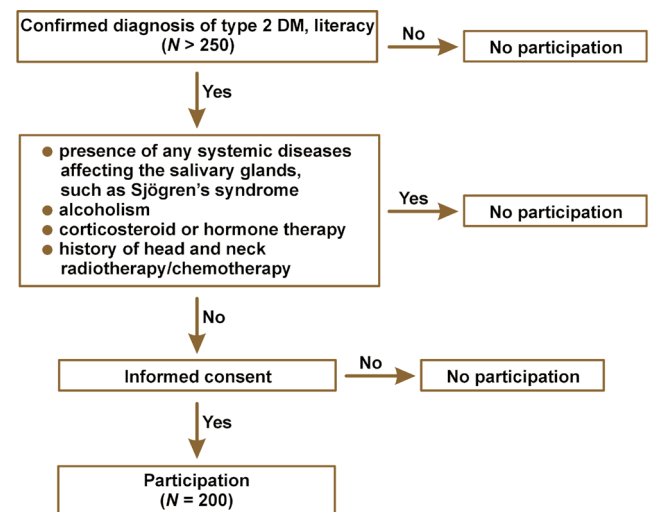 Confirmed diagnosis of type 2 DM, literacy
(N > 250)
No
No participation
Yes
● presence of any systemic diseases
affecting the salivary glands,
such as Sjögren's syndrome
● alcoholism
● corticosteroid or hormone therapy
● history of head and neck
radiotherapy/chemotherapy
Yes
No participation
No
Informed consent
No
No participation
Yes
Participation
(N = 200)